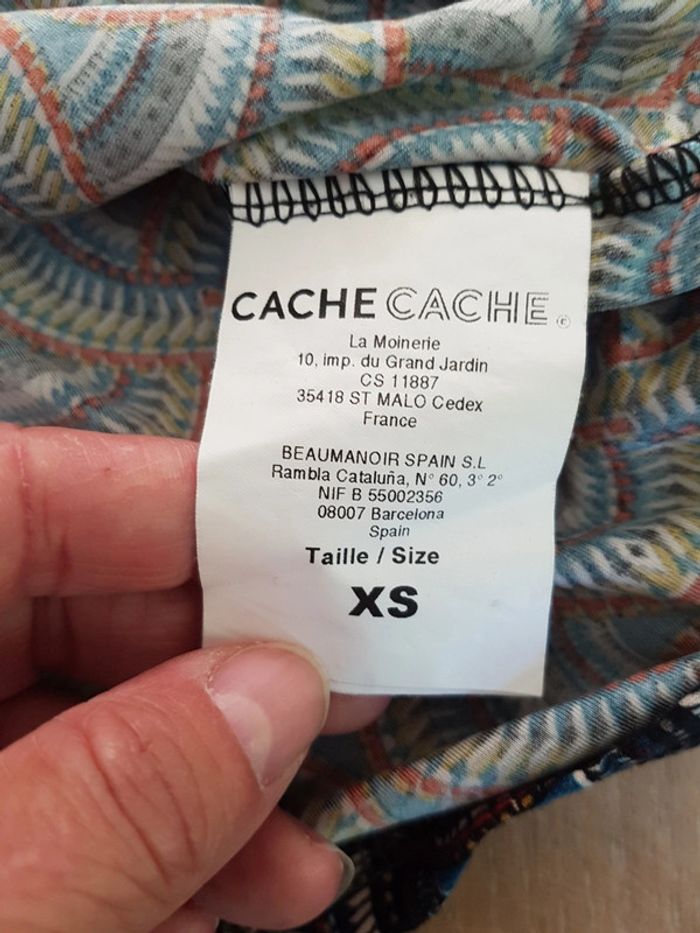 CACHE CACHE ©
La Moinerie
10, imp. du Grand Jardin
CS 11887
35418 ST MALO Cedex
France
BEAUMANOIR SPAIN S.L
Rambla Cataluña, N° 60, 3° 2°
NIF B 55002356
08007 Barcelona
Spain
Taille / Size
XS